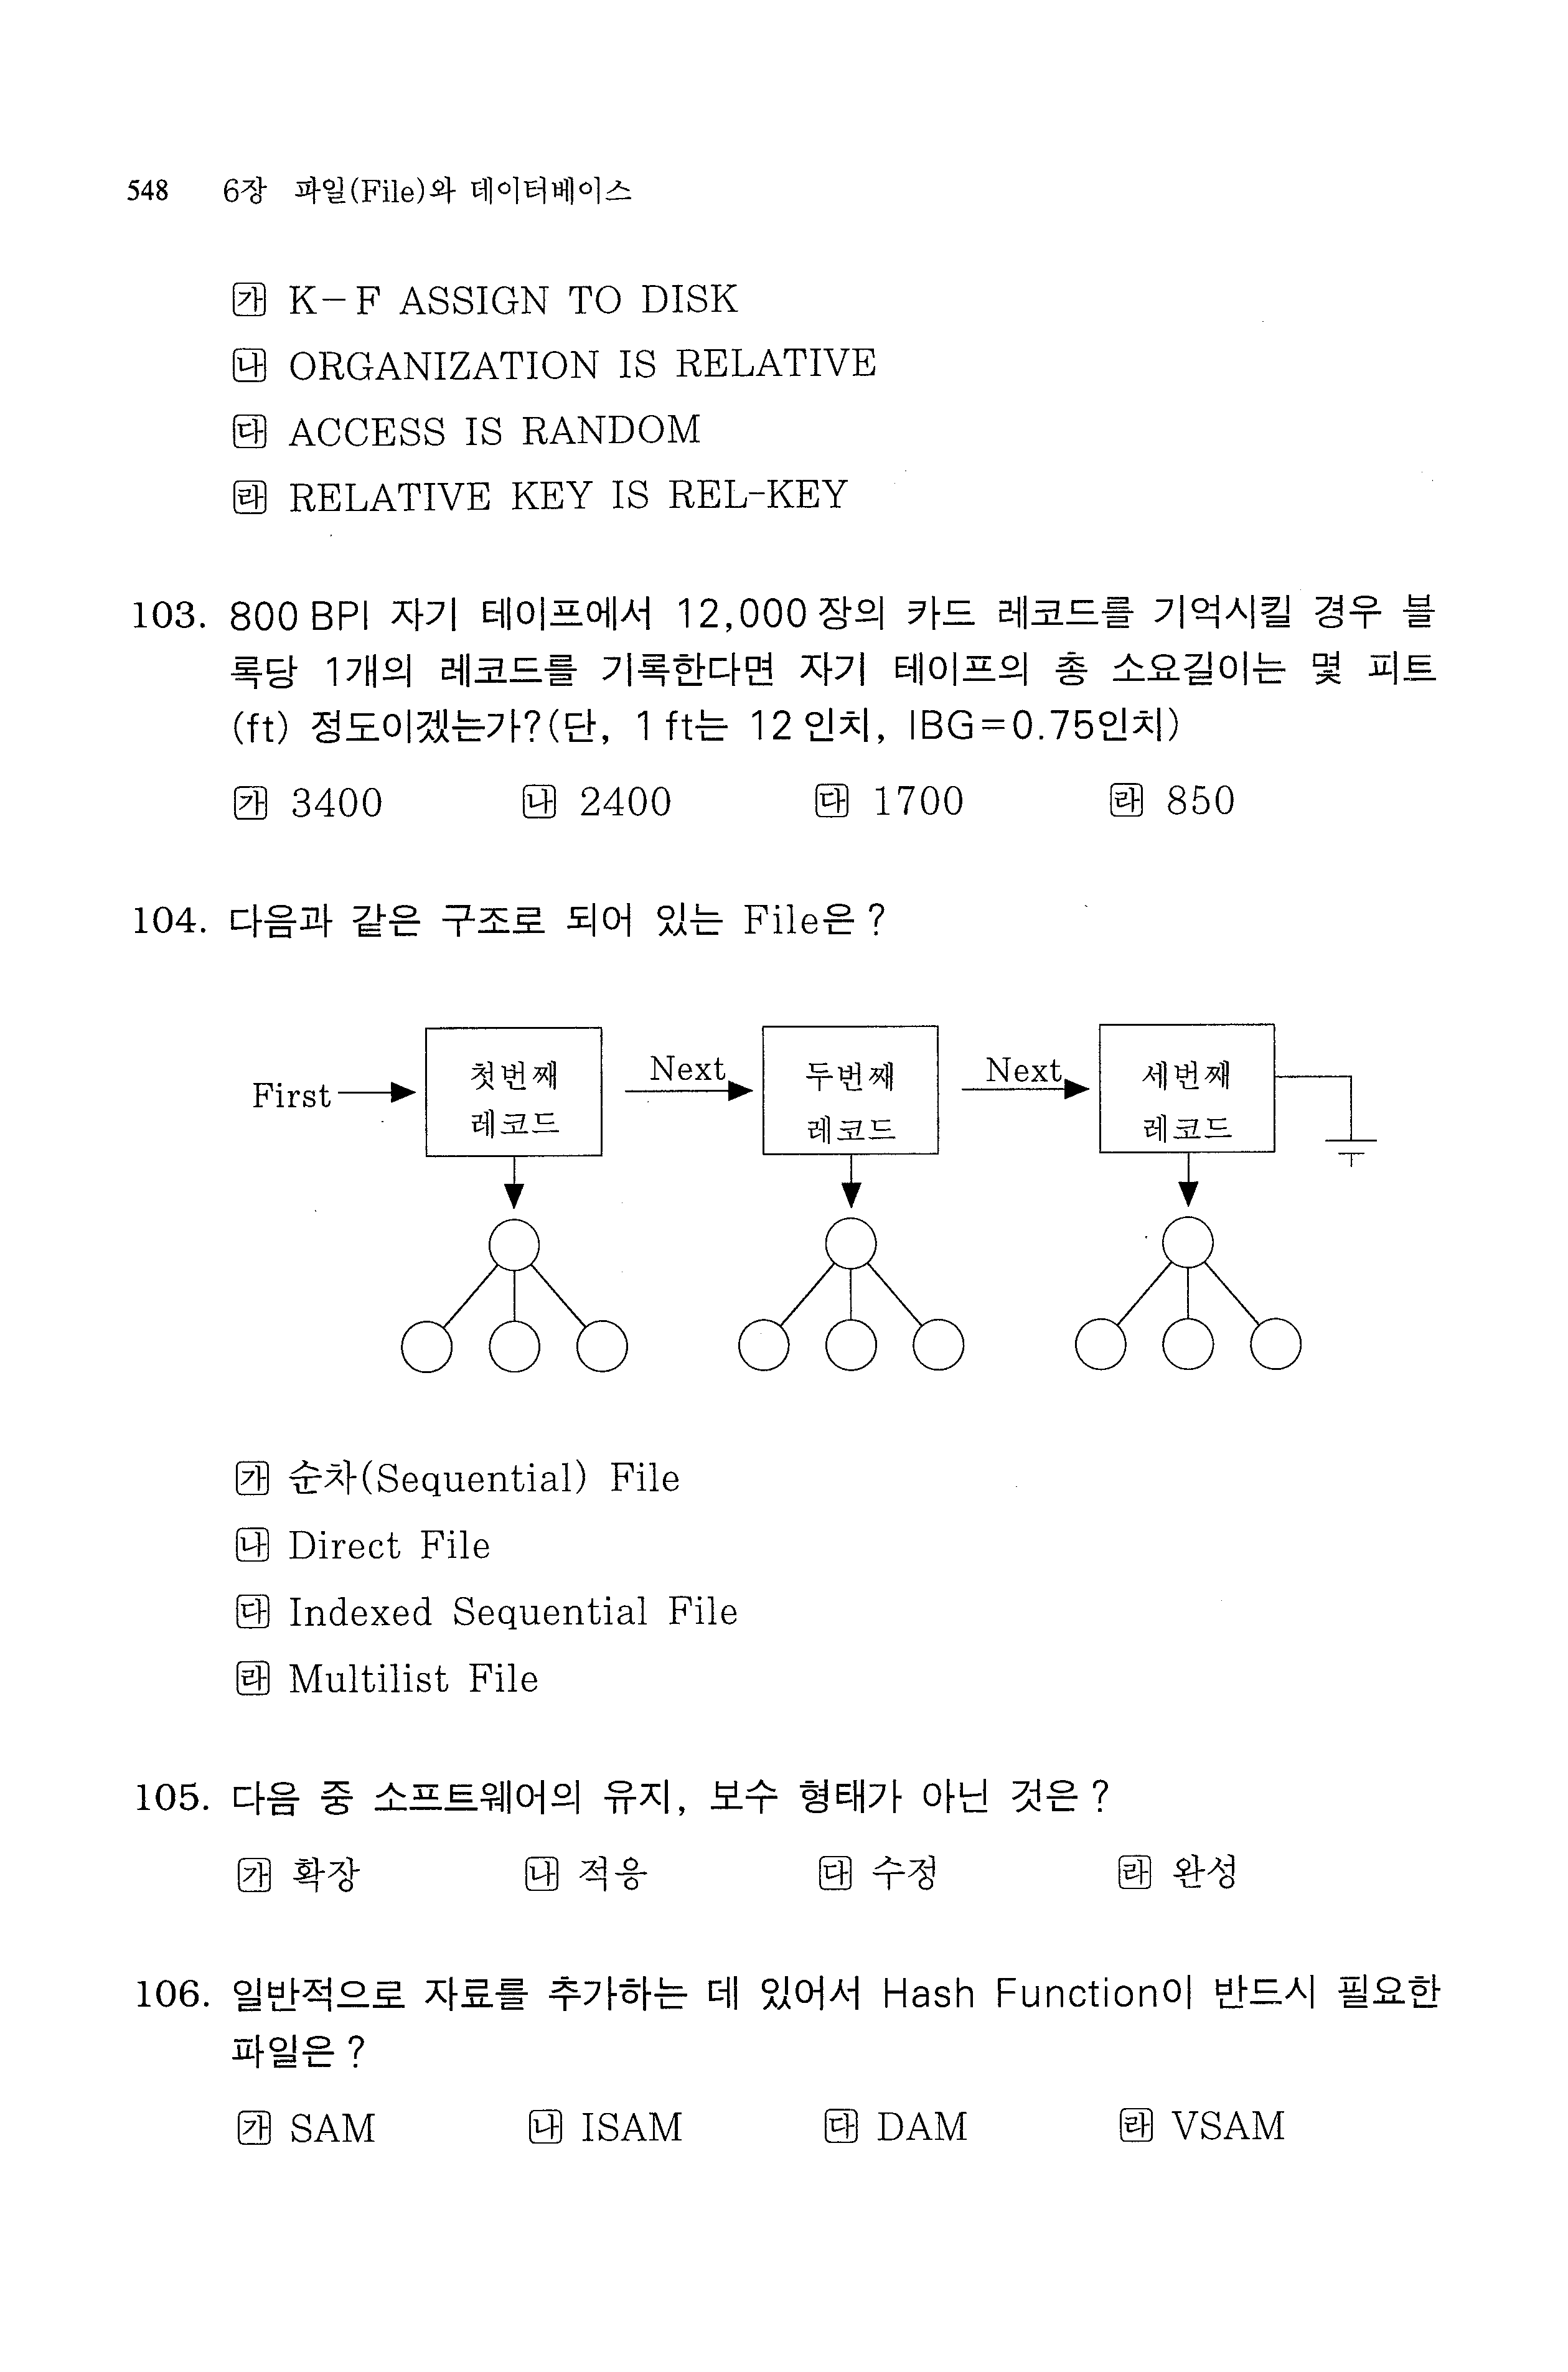 548 6장 파일(File)와 데이터베이스
㉮ K-F ASSIGN TO DISK
㉯ ORGANIZATION IS RELATIVE
㉰ ACCESS IS RANDOM
㉱ RELATIVE KEY IS REL-KEY
103. 800 BPI 자기 테이프에서 12,000장의 카드 레코드를 기억시킬 경우 블
록당 1개의 레코드를 기록한다면 자기 테이프의 총 소요길이는 몇 피트
(ft) 정도이겠는가?(단, 1 ft는 12 인치, IBG=0.75인치)
㉮ 3400 ㉯ 2400 ㉰ 1700 ㉱ 850
104. 다음과 같은 구조로 되어 있는 File은?
First 첫번째 레코드 Next 두번째 레코드 Next 세번째 레코드
㉮ 순차(Sequential) File
㉯ Direct File
㉰ Indexed Sequential File
㉱ Multilist File
105. 다음 중 소프트웨어의 유지, 보수 형태가 아닌 것은?
㉮ 확장 ㉯ 적응 ㉰ 수정 ㉱ 완성
106. 일반적으로 자료를 추가하는 데 있어서 Hash Function이 반드시 필요한
파일은?
㉮ SAM ㉯ ISAM ㉰ DAM ㉱ VSAM